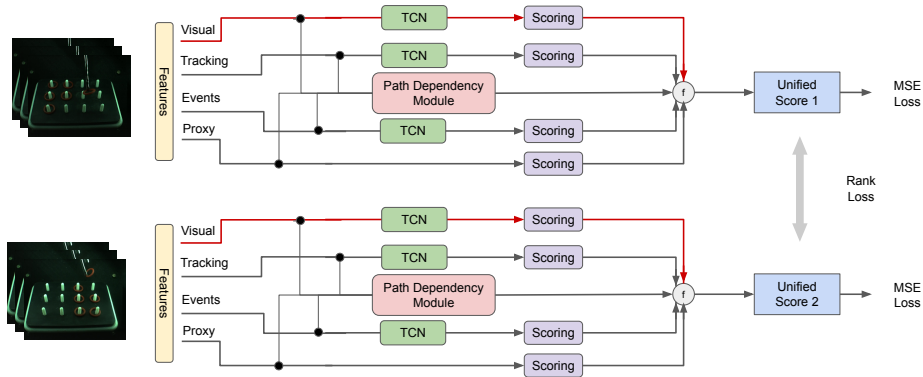 Visual
TCN
Scoring
Tracking
TCN
Scoring
Features
Path Dependency
Module
f
Unified
Score 1
MSE
Loss
Events
TCN
Scoring
Proxy
Scoring
Rank
Loss
Visual
TCN
Scoring
Tracking
TCN
Scoring
Features
Path Dependency
Module
f
Unified
Score 2
MSE
Loss
Events
TCN
Scoring
Proxy
Scoring